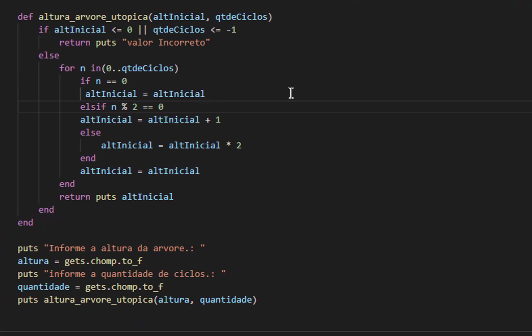 def altura_arvore_utopica(altInicial, qtdeCiclos)
    if altInicial <= 0 || qtdeCiclos <= -1
        return puts "valor Incorreto"
    else
        for n in(0..qtdeCiclos)
            if n == 0
             altInicial = altInicial
            elsif n % 2 == 0
            altInicial = altInicial + 1
            else
                altInicial = altInicial * 2
            end
            altInicial = altInicial
        end
        return puts altInicial
    end
end
puts "Informe a altura da arvore.: "
altura = gets.chomp.to_f
puts "informe a quantidade de ciclos.: "
quantidade = gets.chomp.to_f
puts altura_arvore_utopica(altura, quantidade)